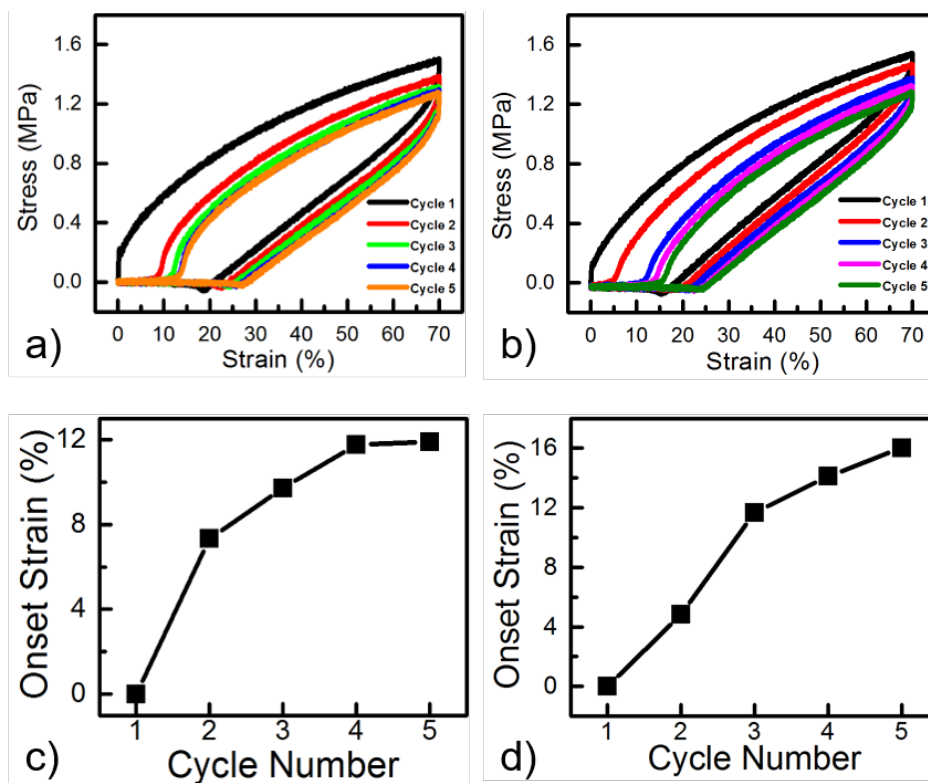 Stress (MPa)
1.6
1.2
0.8
0.4
0.0
Cycle 1
Cycle 2
Cycle 3
Cycle 4
Cycle 5
0 10 20 30 40 50 60 70
Strain (%)
a)
Stress (MPa)
1.6
1.2
0.8
0.4
0.0
Cycle 1
Cycle 2
Cycle 3
Cycle 4
Cycle 5
0 10 20 30 40 50 60 70
Strain (%)
b)
Onset Strain (%)
12
8
4
0
1 2 3 4 5
Cycle Number
c)
Onset Strain (%)
16
12
8
4
0
1 2 3 4 5
Cycle Number
d)